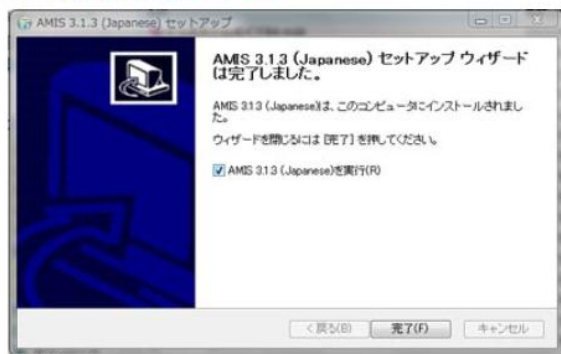 AMIS 3.1.3 (Japanese) セットアップ
AMIS 3.1.3 (Japanese) セットアップ ウィザード
は完了しました。
AMIS 3.1.3 (Japanese)は、このコンピュータにインストールされまし
た。
ウィザードを閉じるには [完了] を押してください。
AMIS 3.1.3 (Japanese)を実行(R)
< 戻る(B)
完了(F)
キャンセル